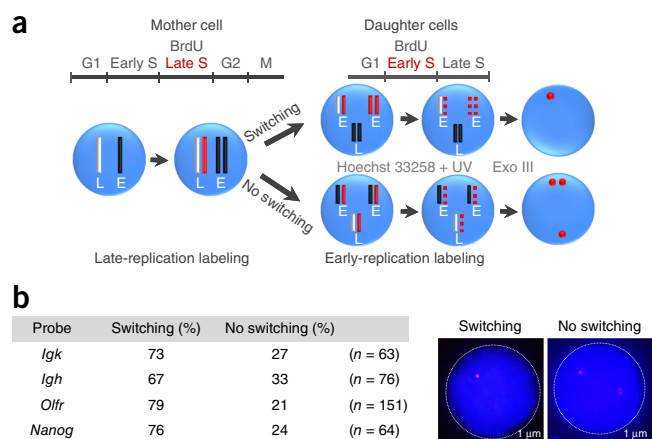 a
Mother cell
Daughter cells
BrdU
G1 Early S Late S G2 M
BrdU
G1 Early S Late S
Switching
No switching
L E
L E
E E
L
E E
L
Hoechst 33258 + UV Exo III
E E
L
E E
L
Late-replication labeling
Early-replication labeling
b
Probe Switching (%) No switching (%)
Igk 73 27 (n = 63)
Igh 67 33 (n = 76)
Olfr 79 21 (n = 151)
Nanog 76 24 (n = 64)
Switching No switching
1 µm 1 µm